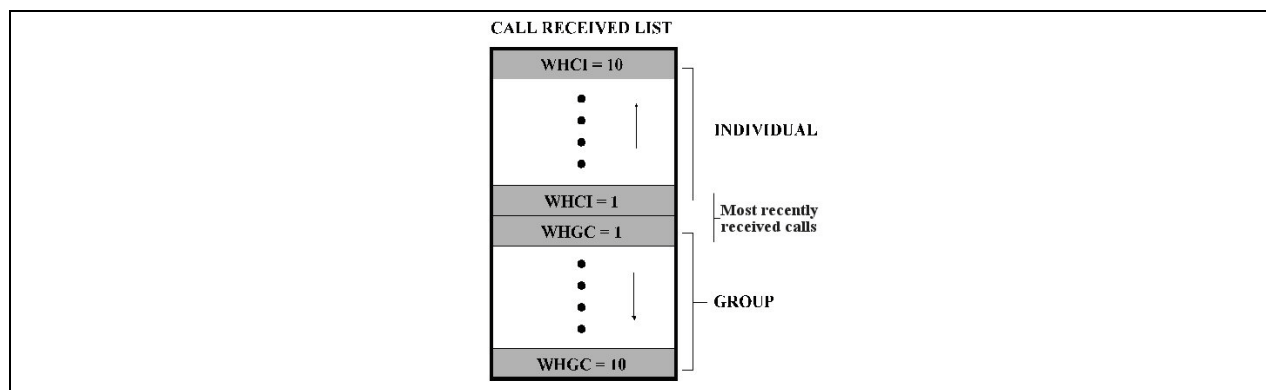 CALL RECEIVED LIST
WHCI = 10
INDIVIDUAL
WHCI = 1
Most recently
received calls
WHGC = 1
GROUP
WHGC = 10